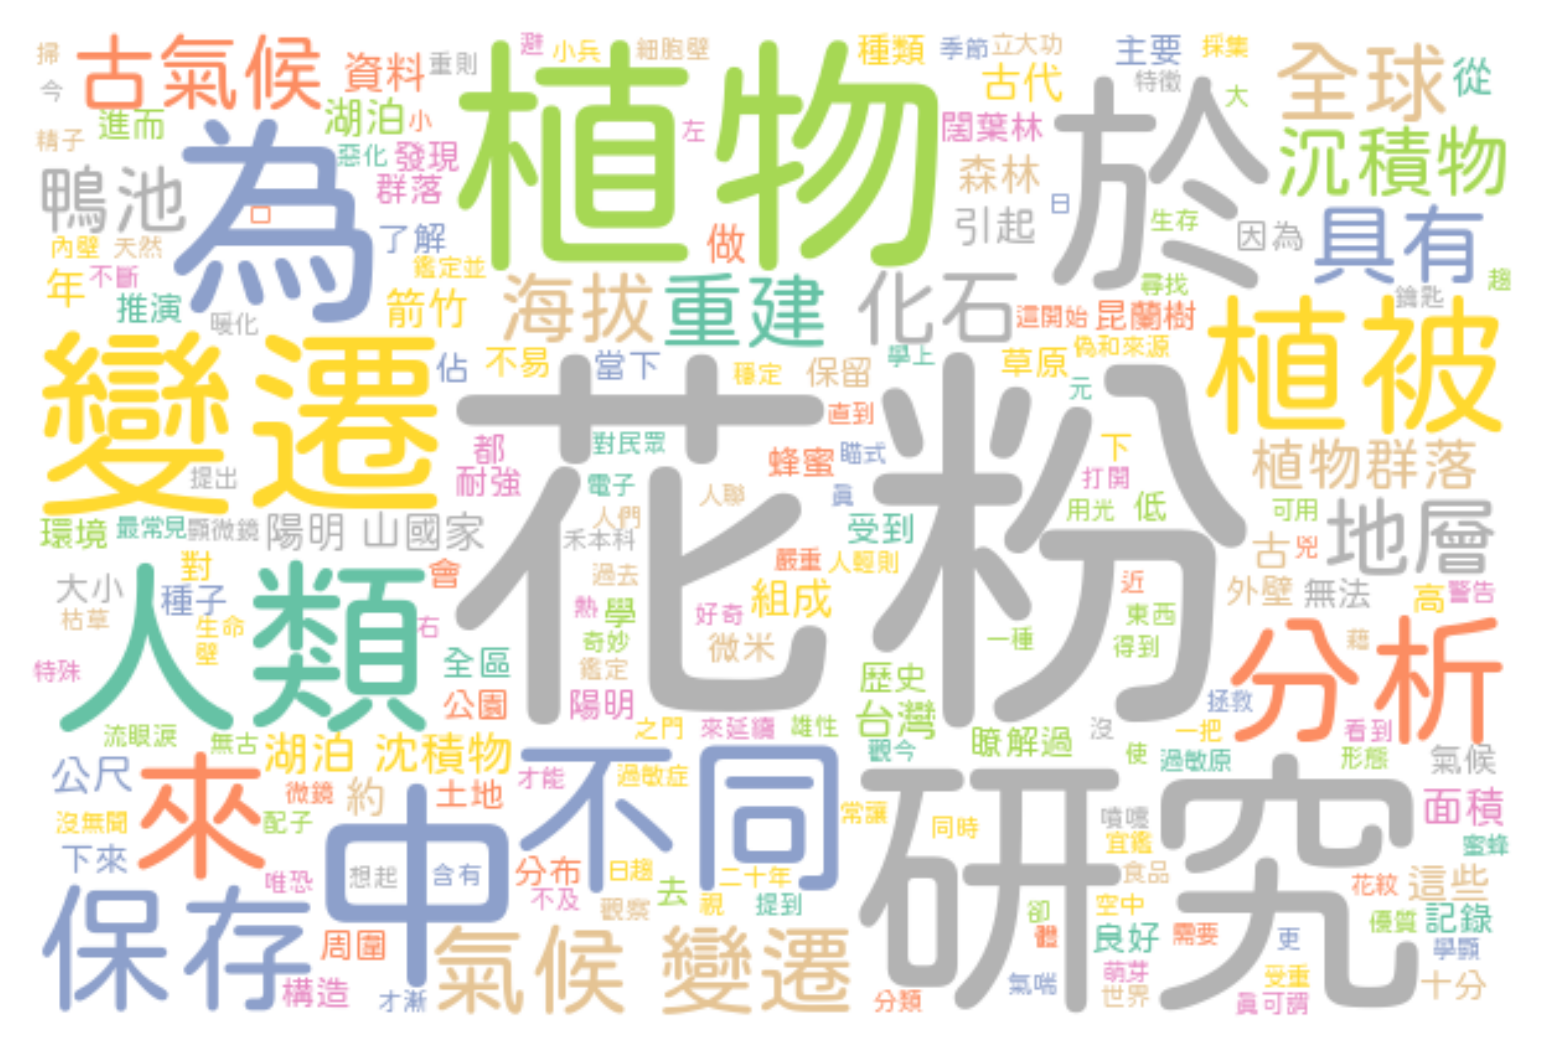 掃
古氣候
資料
重則
避
小兵
細胞壁
種類
季節
立大功
主要
採集
全球
從
今
進而
湖泊
小
植物
古代
特徵
大
於
精子
為
惡化
發現
左
闊葉林
沉積物
鴨池
群落
森林
日
生存
引起
因為
具有
內壁
天然
了解
做
鑑定並
年
不斷
推演
暖化
箭竹
海拔
重建
化石
尋找
趨
鑰匙
這開始
昆蘭樹
植被
變遷
佔
不易
當下
穩定
保留
學上
草原
偽和來源
元
花粉
直到
對民眾
都
耐強
提出
電子
人聯
蜂蜜
瞄式
真
下
打開
植物群落
環境
最常見
顯微鏡
陽明
山國家
人們
禾本科
受到
用光
低
可用
古
兇
地層
對
大小
種子
枯草
會
過去
嚴重
人輕則
近
外壁
無法
高
警告
人類
生命
壁
右
熱
學
奇妙
好奇
組成
微米
一種
東西
得到
藉
分析
特殊
全區
鑑定
公園
陽明
歷史
拯救
流眼淚
無古
之門
來延續
雄性
台灣
瞭解過
沒
一把
看到
公尺
來
湖泊
沈積物
不同
觀今
使
過敏原
形態
氣候
微鏡
約
土地
才能
過敏症
研究
面積
沒無聞
配子
中
常讓
同時
噴嚏
宜鑑
蜜蜂
下來
唯恐
想起
含有
分布
日趨
二十年
食品
花紋
這些
保存
不及
觀察
去
視
提到
卻
空中
優質
記錄
周圍
體
良好
需要
更
學顯
構造
才漸
氣候
變遷
分類
氣喘
萌芽
世界
受重
真可謂
十分